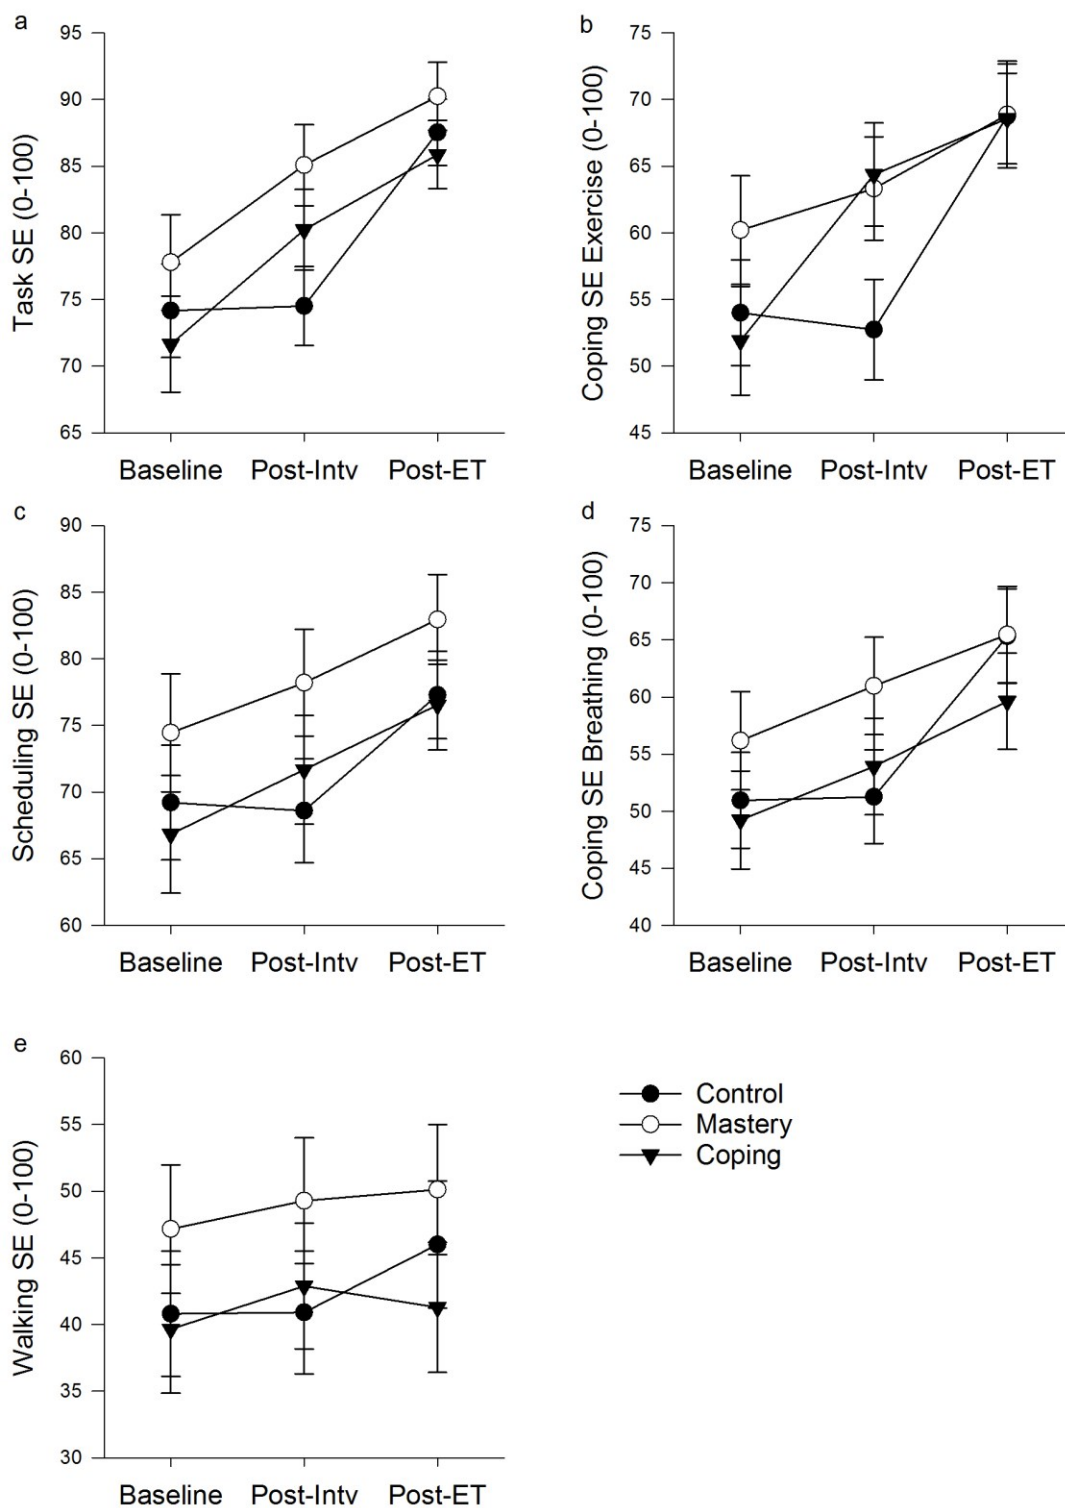 a
Task SE (0-100)
95
90
85
80
75
70
65
Baseline Post-Intv Post-ET
b
Coping SE Exercise (0-100)
75
70
65
60
55
50
45
Baseline Post-Intv Post-ET
c
Scheduling SE (0-100)
90
85
80
75
70
65
60
Baseline Post-Intv Post-ET
d
Coping SE Breathing (0-100)
75
70
65
60
55
50
45
40
Baseline Post-Intv Post-ET
e
Walking SE (0-100)
60
55
50
45
40
35
30
Baseline Post-Intv Post-ET
Control
Mastery
Coping